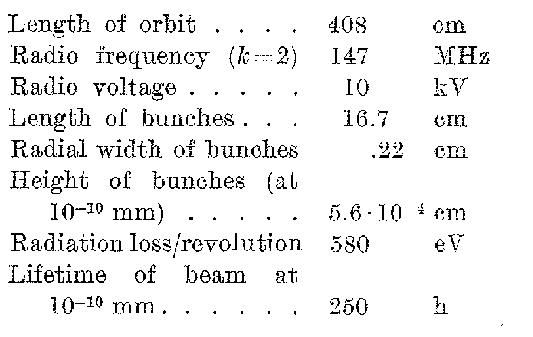 Length of orbit . . . . 408 cm
Radio frequency (k=2) 147 MHz
Radio voltage . . . . . 10 kV
Length of bunches . . . 16.7 cm
Radial width of bunches .22 cm
Height of bunches (at
10⁻¹⁰ mm) . . . . . 5.6·10⁻⁴ cm
Radiation loss/revolution 580 eV
Lifetime of beam at
10⁻¹⁰ mm . . . . . . 250 h